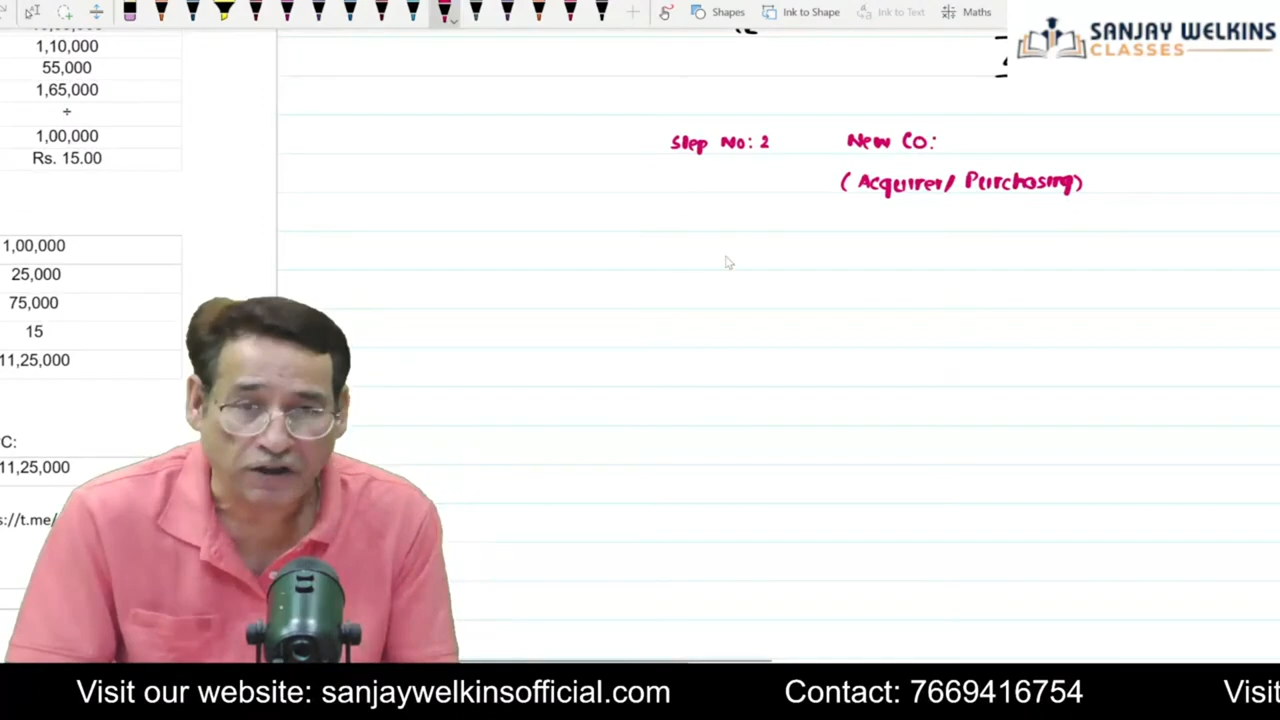 Shapes
Ink to Shape
Ink to Text
Maths
SANJAY WELKINS
CLASSES
1,10,000
55,000
1,65,000
÷
1,00,000
Rs. 15.00
Step No: 2 New Co:
(Acquirer/ Purchasing)
1,00,000
25,000
75,000
15
11,25,000
C:
11,25,000
s://t.me/
Visit our website: sanjaywelkinsofficial.com Contact: 7669416754 Visit